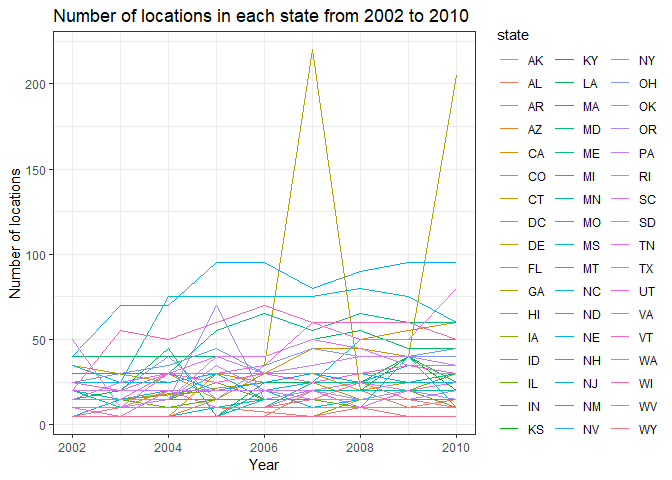 Number of locations in each state from 2002 to 2010
Number of locations
200
150
100
50
0
2002
2004
2006
2008
2010
Year
state
AK KY NY
AL LA OH
AR MA OK
AZ MD OR
CA ME PA
CO MI RI
CT MN SC
DC MO SD
DE MS TN
FL MT TX
GA NC UT
HI ND VA
IA NE VT
ID NH WA
IL NJ WI
IN NM WV
KS NV WY